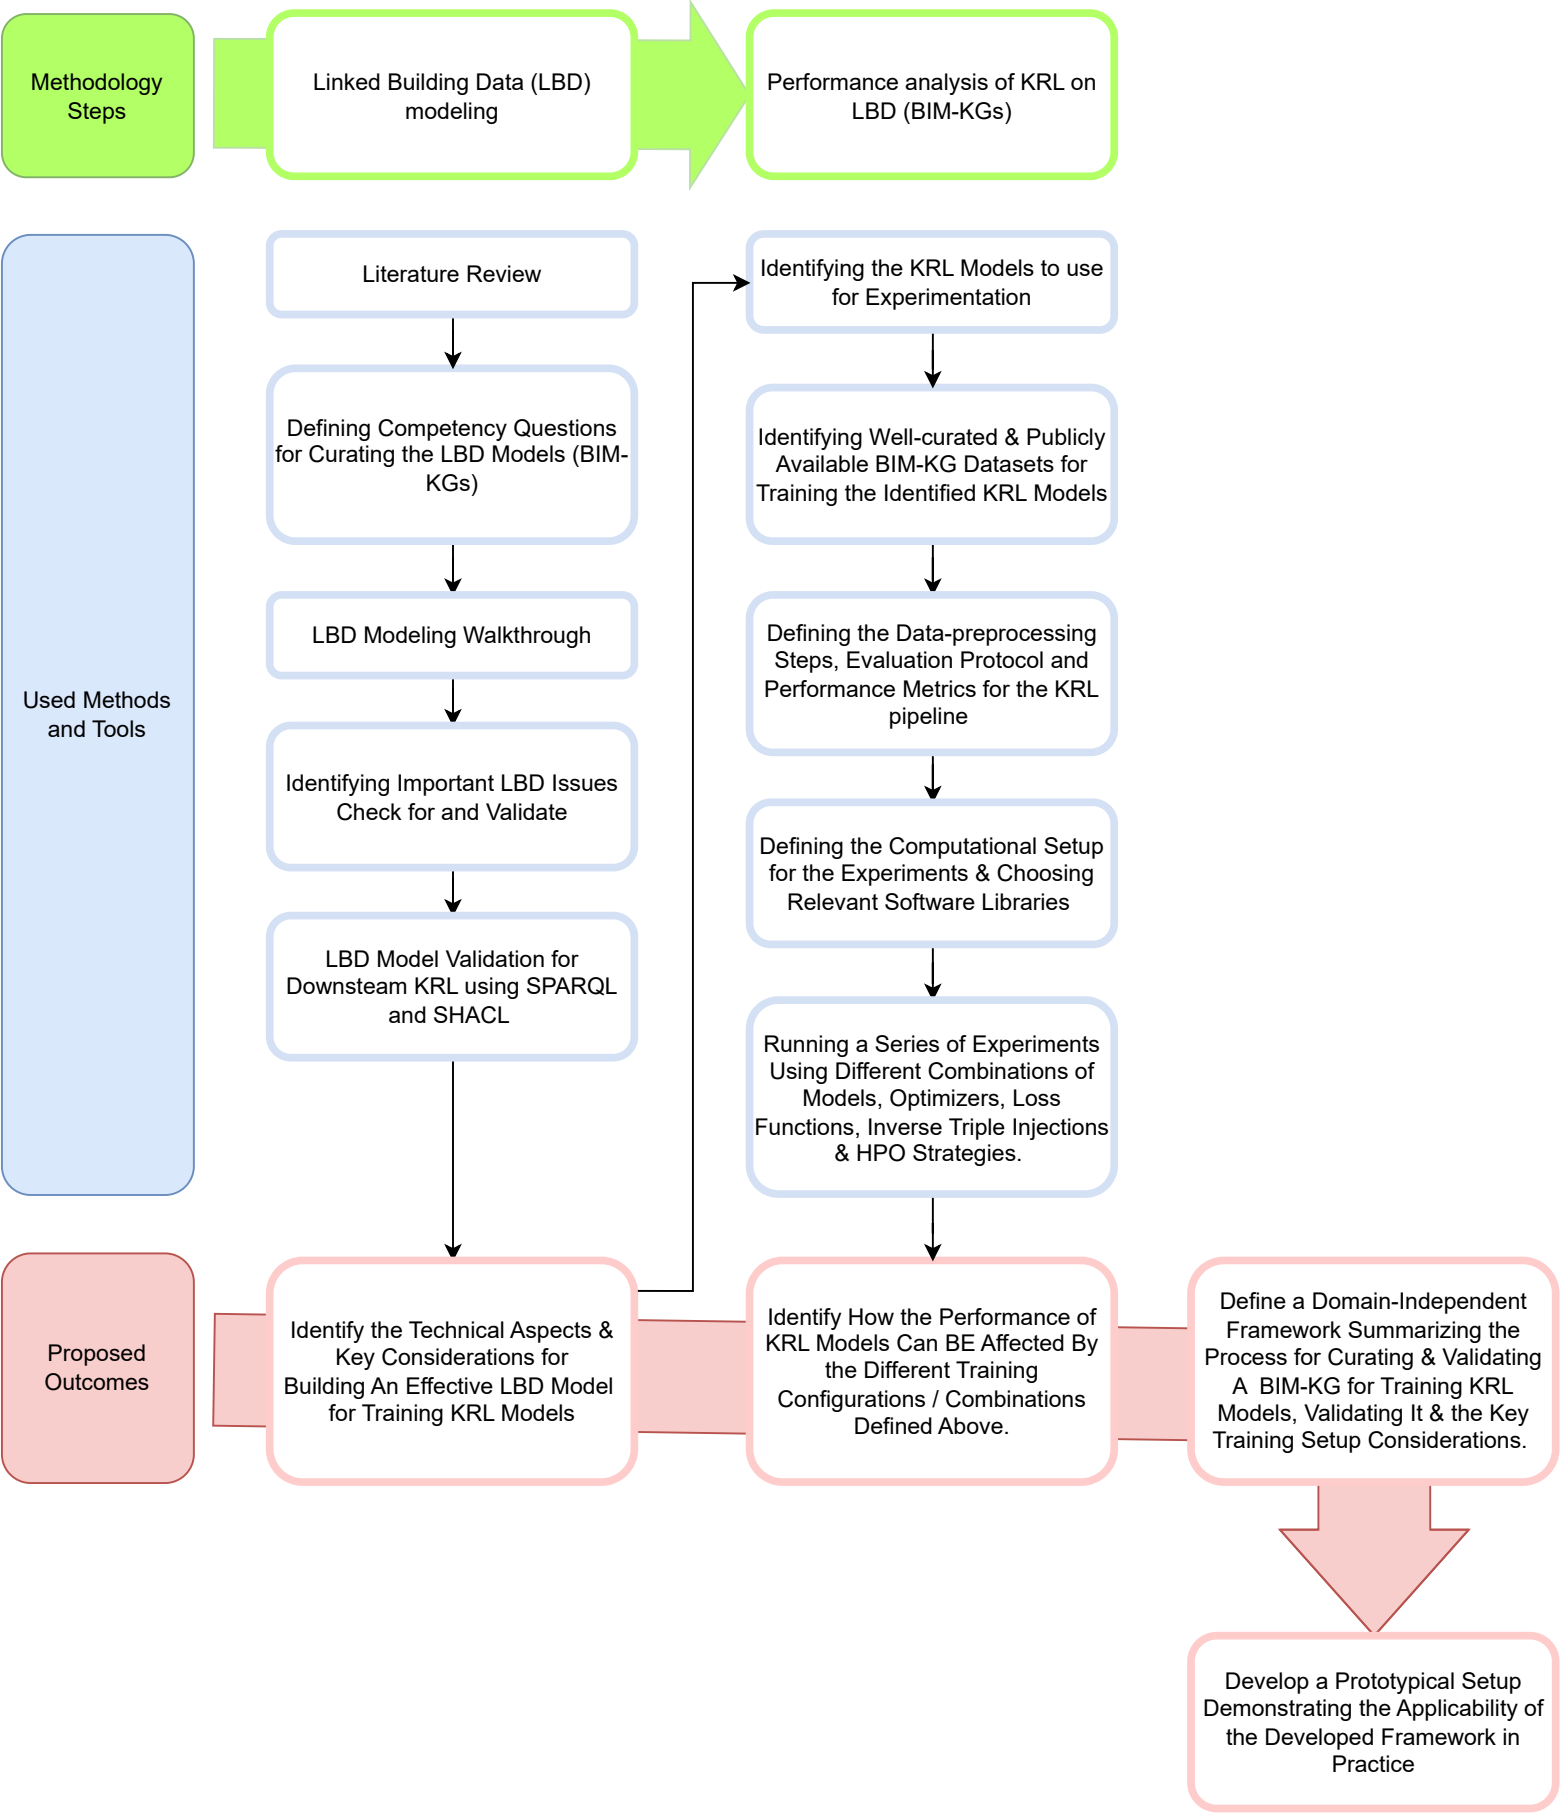 Methodology
Steps
Linked Building Data (LBD)
modeling
Performance analysis of KRL on
LBD (BIM-KGs)
Used Methods
and Tools
Literature Review
Defining Competency Questions
for Curating the LBD Models (BIM-
KGs)
LBD Modeling Walkthrough
Identifying Important LBD Issues
Check for and Validate
LBD Model Validation for
Downsteam KRL using SPARQL
and SHACL
Identifying the KRL Models to use
for Experimentation
Identifying Well-curated & Publicly
Available BIM-KG Datasets for
Training the Identified KRL Models
Defining the Data-preprocessing
Steps, Evaluation Protocol and
Performance Metrics for the KRL
pipeline
Defining the Computational Setup
for the Experiments & Choosing
Relevant Software Libraries
Running a Series of Experiments
Using Different Combinations of
Models, Optimizers, Loss
Functions, Inverse Triple Injections
& HPO Strategies.
Proposed
Outcomes
Identify the Technical Aspects &
Key Considerations for
Building An Effective LBD Model
for Training KRL Models
Identify How the Performance of
KRL Models Can BE Affected By
the Different Training
Configurations / Combinations
Defined Above.
Define a Domain-Independent
Framework Summarizing the
Process for Curating & Validating
A BIM-KG for Training KRL
Models, Validating It & the Key
Training Setup Considerations.
Develop a Prototypical Setup
Demonstrating the Applicability of
the Developed Framework in
Practice